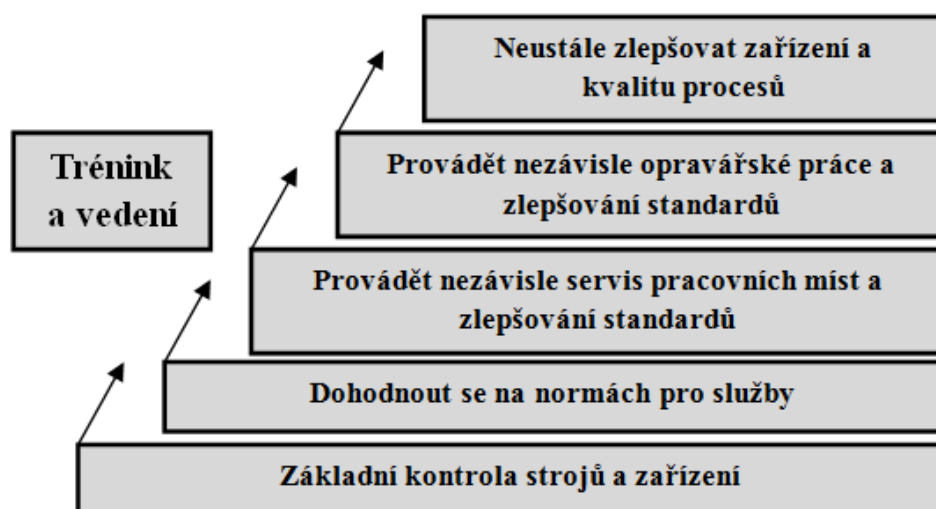 Neustále zlepšovat zařízení a
kvalitu procesů
Trénink
a vedení
Provádět nezávisle opravářské práce a
zlepšování standardů
Provádět nezávisle servis pracovních míst a
zlepšování standardů
Dohodnout se na normách pro služby
Základní kontrola strojů a zařízení